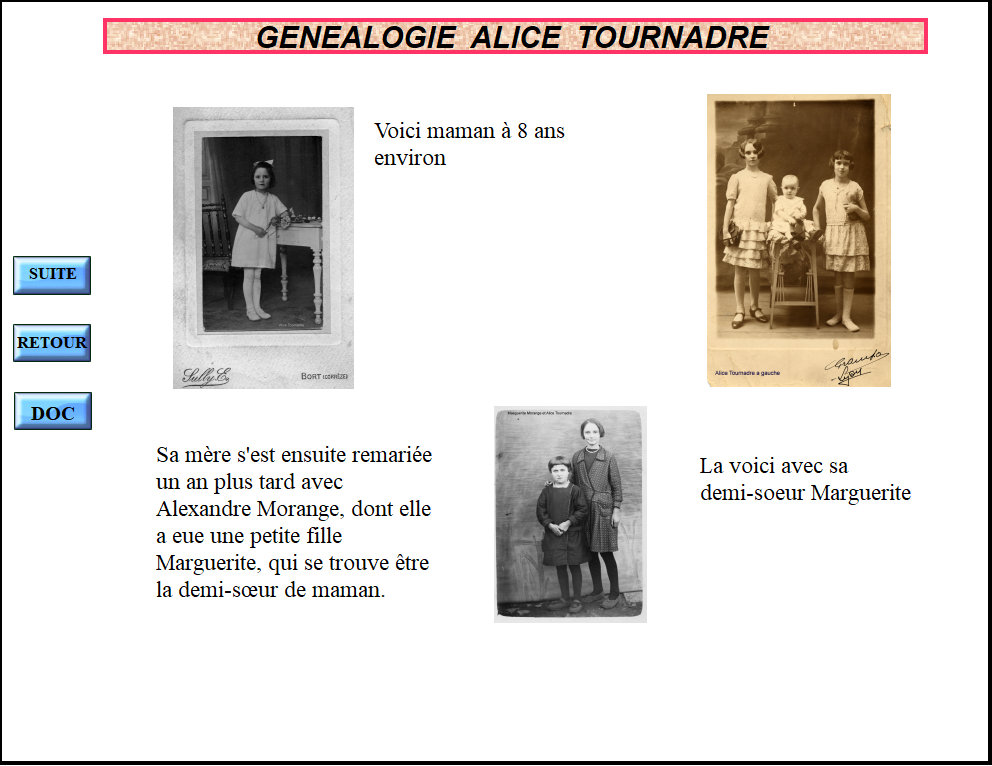 GENEALOGIE ALICE TOURNADRE
Voici maman à 8 ans
environ
Alice Tournadre
Sully.E.
BORT (CORRÈZE)
Alice Tournadre a gauche
Lyon
SUITE
RETOUR
DOC
Sa mère s'est ensuite remariée
un an plus tard avec
Alexandre Morange, dont elle
a eue une petite fille
Marguerite, qui se trouve être
la demi-sœur de maman.
Marguerite Morange et Alice Tournadre
La voici avec sa
demi-soeur Marguerite